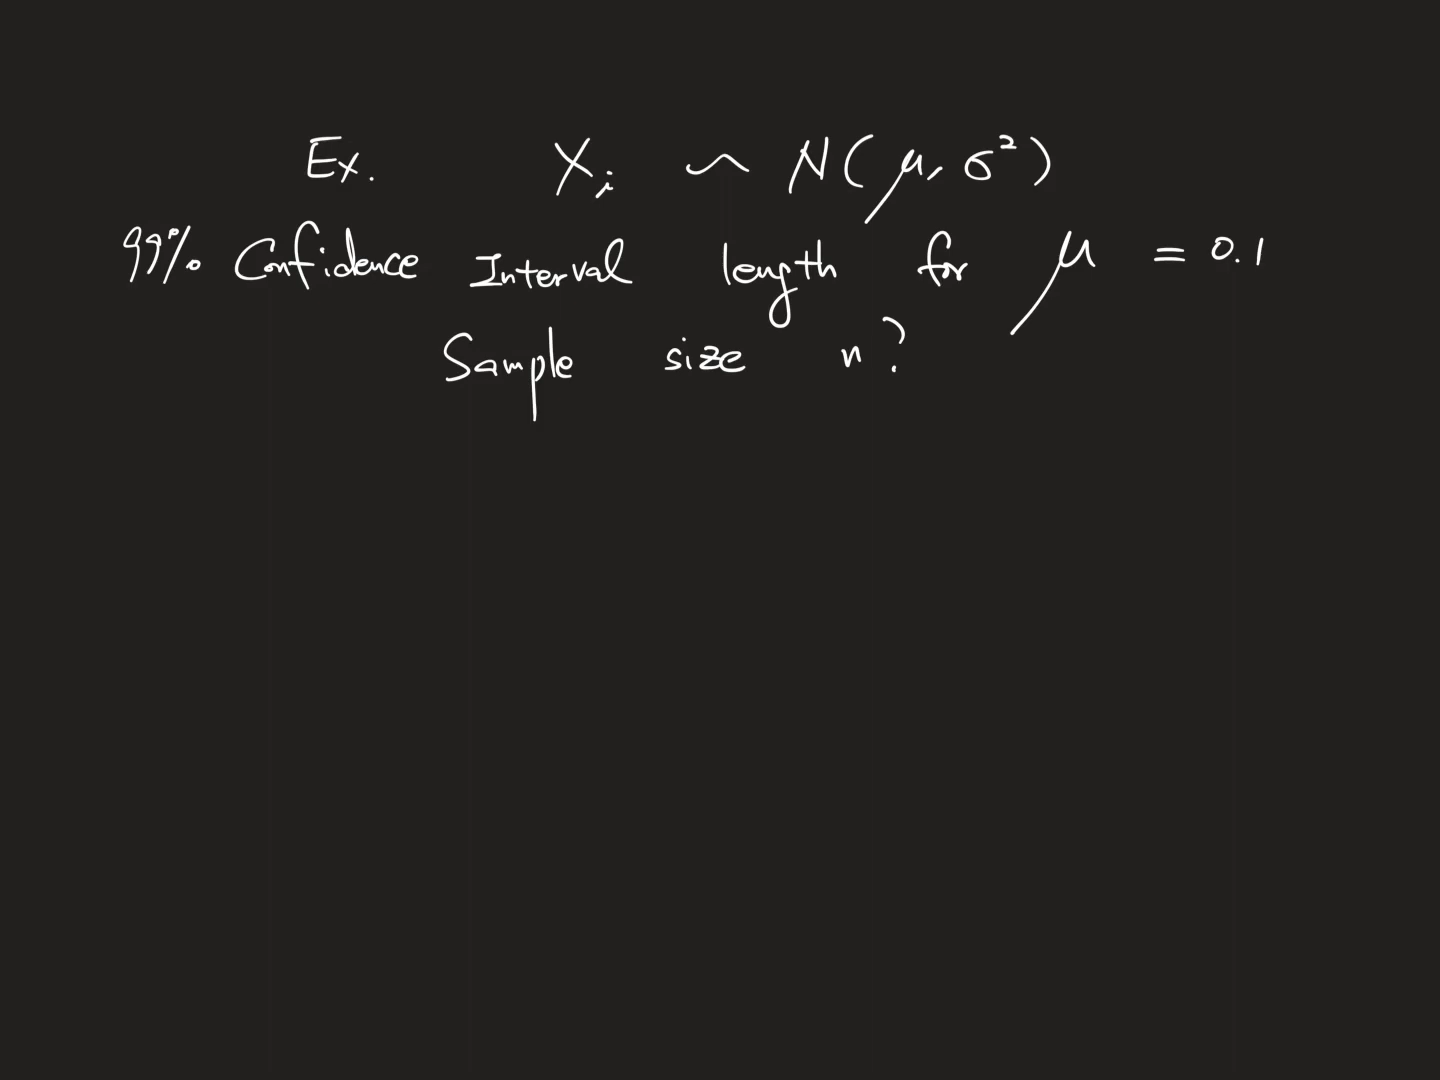 Ex. Xᵢ ~ N(μ, σ²)
99% Confidence Interval length for μ = 0.1
Sample size n?